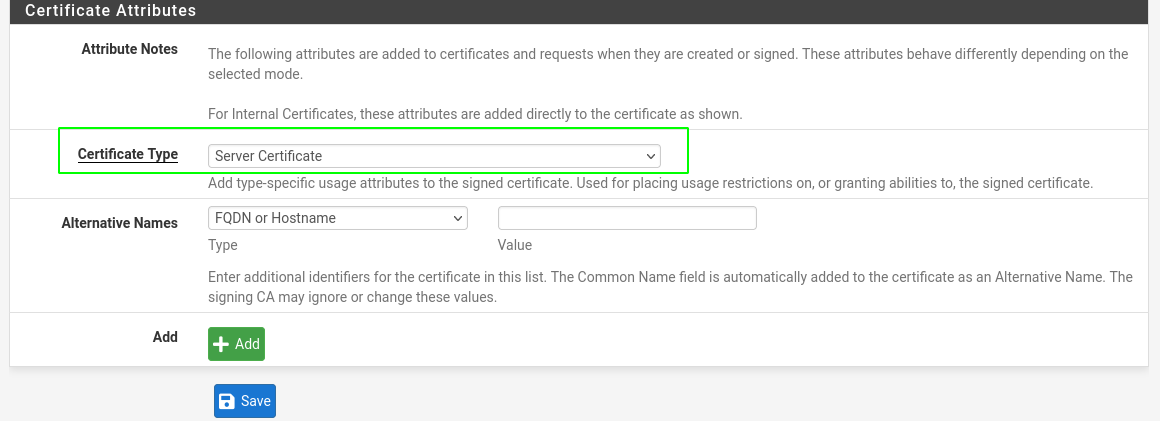 Certificate Attributes
Attribute Notes
The following attributes are added to certificates and requests when they are created or signed. These attributes behave differently depending on the
selected mode.
For Internal Certificates, these attributes are added directly to the certificate as shown.
Certificate Type
Server Certificate
Add type-specific usage attributes to the signed certificate. Used for placing usage restrictions on, or granting abilities to, the signed certificate.
Alternative Names
FQDN or Hostname
Type
Value
Enter additional identifiers for the certificate in this list. The Common Name field is automatically added to the certificate as an Alternative Name. The
signing CA may ignore or change these values.
Add
Add
Save